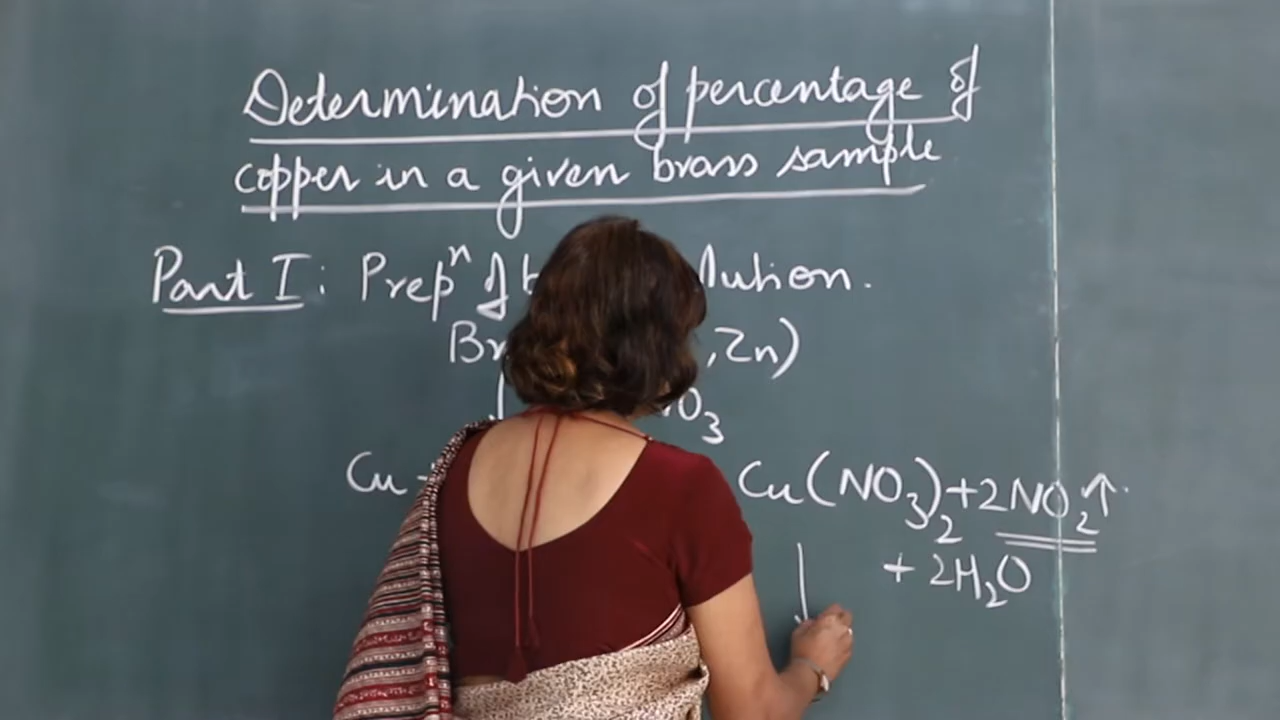 Determination of percentage of
copper in a given brass sample
Part I: Prepⁿ of lution.
Br , Zn)
NO₃
Cu Cu(NO₃)₂ + 2NO₂↑
+ 2H₂O